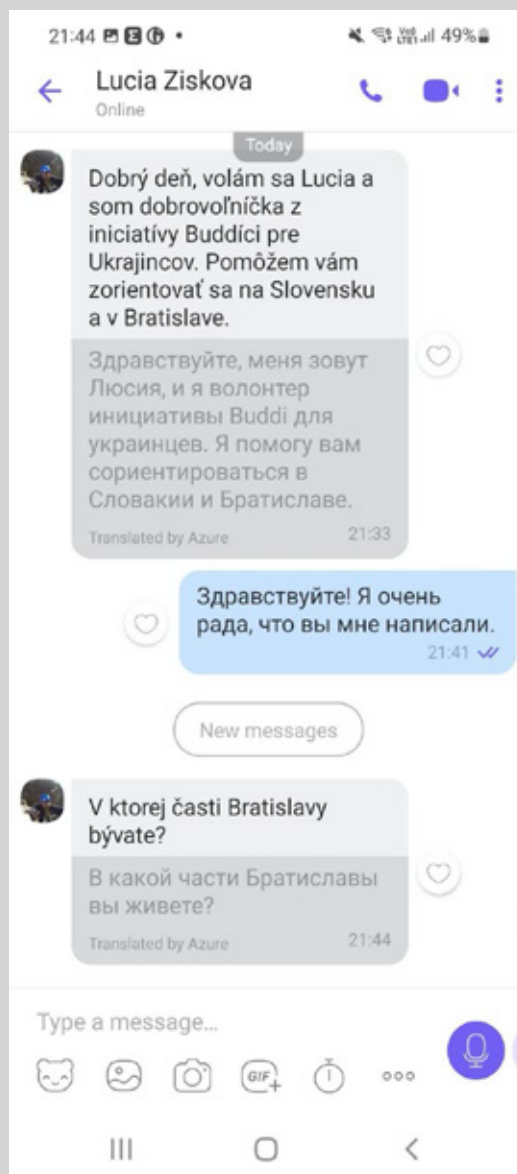 21:44
49%
Lucia Ziskova
Online
Today
Dobrý deň, volám sa Lucia a
som dobrovoľníčka z
iniciatívy Buddíci pre
Ukrajincov. Pomôžem vám
zorientovať sa na Slovensku
a v Bratislave.
Здравствуйте, меня зовут
Люсия, и я волонтер
инициативы Buddi для
украинцев. Я помогу вам
сориентироваться в
Словакии и Братиславе.
Translated by Azure 21:33
Здравствуйте! Я очень
рада, что вы мне написали.
21:41
New messages
V ktorej časti Bratislavy
bývate?
В какой части Братиславы
вы живете?
Translated by Azure 21:44
Type a message...
GIF